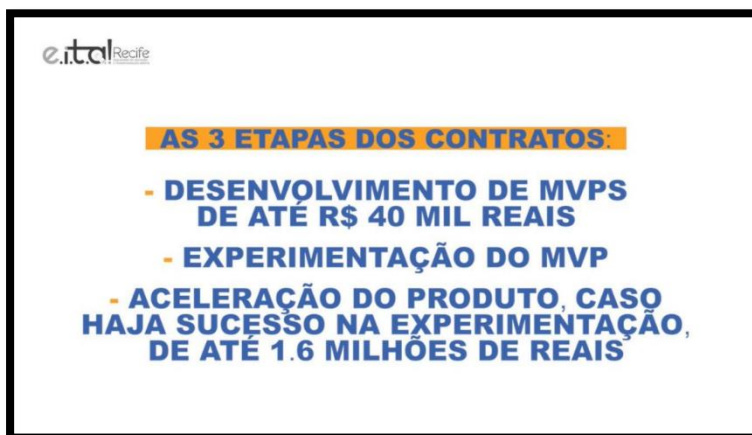 e.i.t.a! Recife
AS 3 ETAPAS DOS CONTRATOS:
- DESENVOLVIMENTO DE MVPS
DE ATÉ R$ 40 MIL REAIS
- EXPERIMENTAÇÃO DO MVP
- ACELERAÇÃO DO PRODUTO, CASO
HAJA SUCESSO NA EXPERIMENTAÇÃO,
DE ATÉ 1.6 MILHÕES DE REAIS